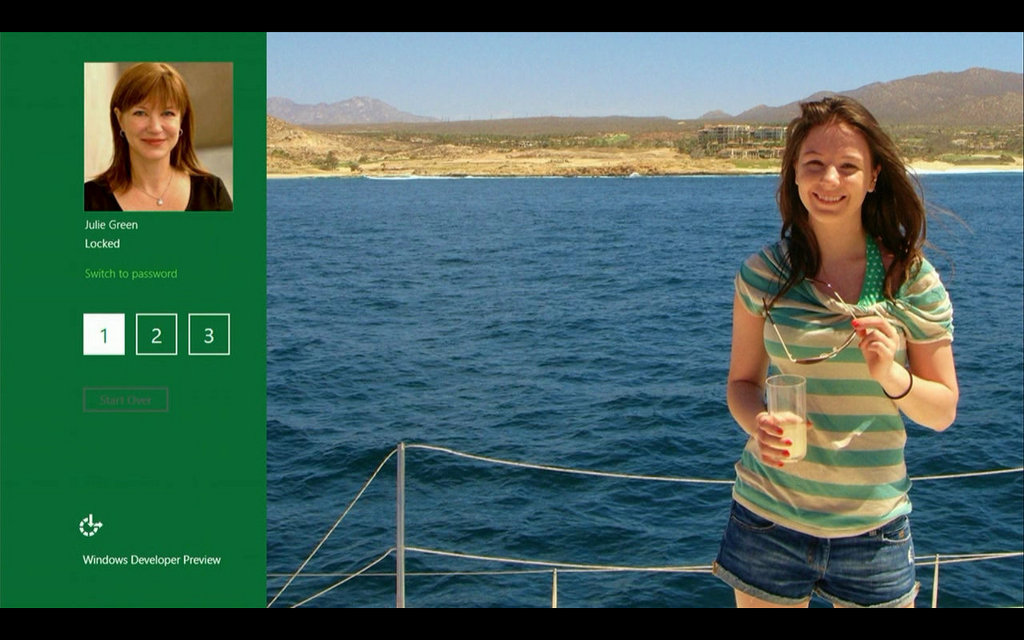 Julie Green
Locked
Switch to password
1 2 3
Start Over
Windows Developer Preview